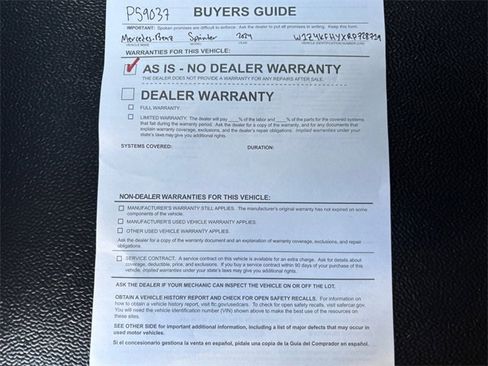 P59037
BUYERS GUIDE
IMPORTANT: Spoken promises are difficult to enforce. Ask the dealer to put all promises in writing. Keep this form.
Mercedes-Benz Sprinter 2024
VEHICLE MAKE MODEL YEAR VEHICLE IDENTIFICATION NUMBER (VIN)
WARRANTIES FOR THIS VEHICLE:
AS IS - NO DEALER WARRANTY
THE DEALER DOES NOT PROVIDE A WARRANTY FOR ANY REPAIRS AFTER SALE.
DEALER WARRANTY
FULL WARRANTY.
LIMITED WARRANTY. The dealer will pay ____% of the labor and ____% of the parts for the covered systems
that fail during the warranty period. Ask the dealer for a copy of the warranty, and for any documents that
explain warranty coverage, exclusions, and the dealer's repair obligations. Implied warranties under your
state's laws may give you additional rights.
SYSTEMS COVERED: DURATION:
NON-DEALER WARRANTIES FOR THIS VEHICLE:
MANUFACTURER'S WARRANTY STILL APPLIES. The manufacturer's original warranty has not expired on some
components of the vehicle.
MANUFACTURER'S USED VEHICLE WARRANTY APPLIES.
OTHER USED VEHICLE WARRANTY APPLIES.
Ask the dealer for a copy of the warranty document and an explanation of warranty coverage, exclusions, and repair
obligations.
SERVICE CONTRACT. A service contract on this vehicle is available for an extra charge. Ask for details about
coverage, deductible, price, and exclusions. If you buy a service contract within 90 days of your purchase of this
vehicle, implied warranties under your state's laws may give you additional rights.
ASK THE DEALER IF YOUR MECHANIC CAN INSPECT THE VEHICLE ON OR OFF THE LOT.
OBTAIN A VEHICLE HISTORY REPORT AND CHECK FOR OPEN SAFETY RECALLS. For information on
how to obtain a vehicle history report, visit ftc.gov/usedcars. To check for open safety recalls, visit safercar.gov.
You will need the vehicle identification number (VIN) shown above to make the best use of the resources on
these sites.
SEE OTHER SIDE for important additional information, including a list of major defects that may occur in
used motor vehicles.
Si el concesionario gestiona la venta en español, pídale una copia de la Guía del Comprador en español.